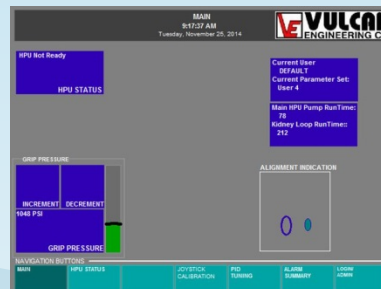 MAIN
9:17:37 AM
Tuesday, November 25, 2014
VE VULCAN
ENGINEERING C
HPU Not Ready
HPU STATUS
Current User
DEFAULT
Current Parameter Set:
User 4
Main HPU Pump RunTime:
78
Kidney Loop RunTime::
212
GRIP PRESSURE
INCREMENT DECREMENT
1048 PSI
GRIP PRESSURE
ALIGNMENT INDICATION
NAVIGATION BUTTONS
MAIN
HPU STATUS
JOYSTICK
CALIBRATION
PID
TUNING
ALARM
SUMMARY
LOGIN/
ADMIN